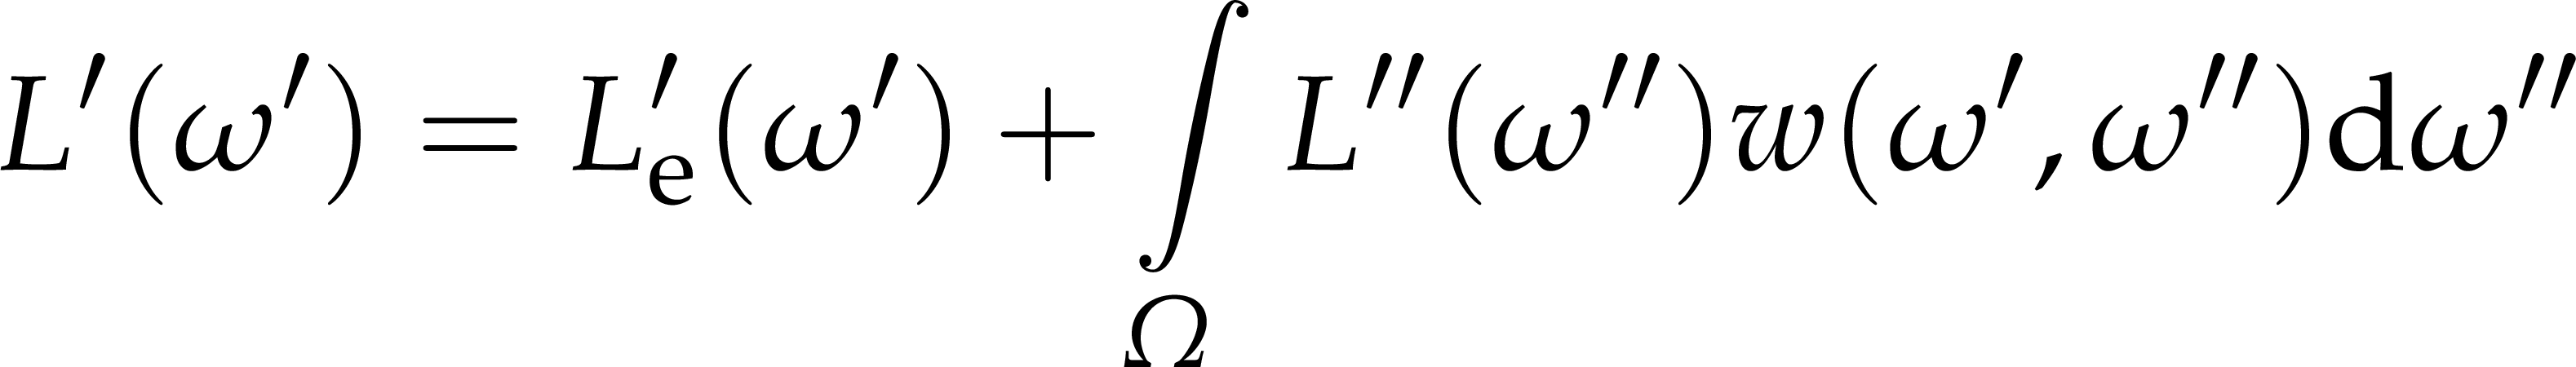 L′(ω′) = L′ₑ(ω′) + ∫ L″(ω″)w(ω′,ω″)dω″
Ω